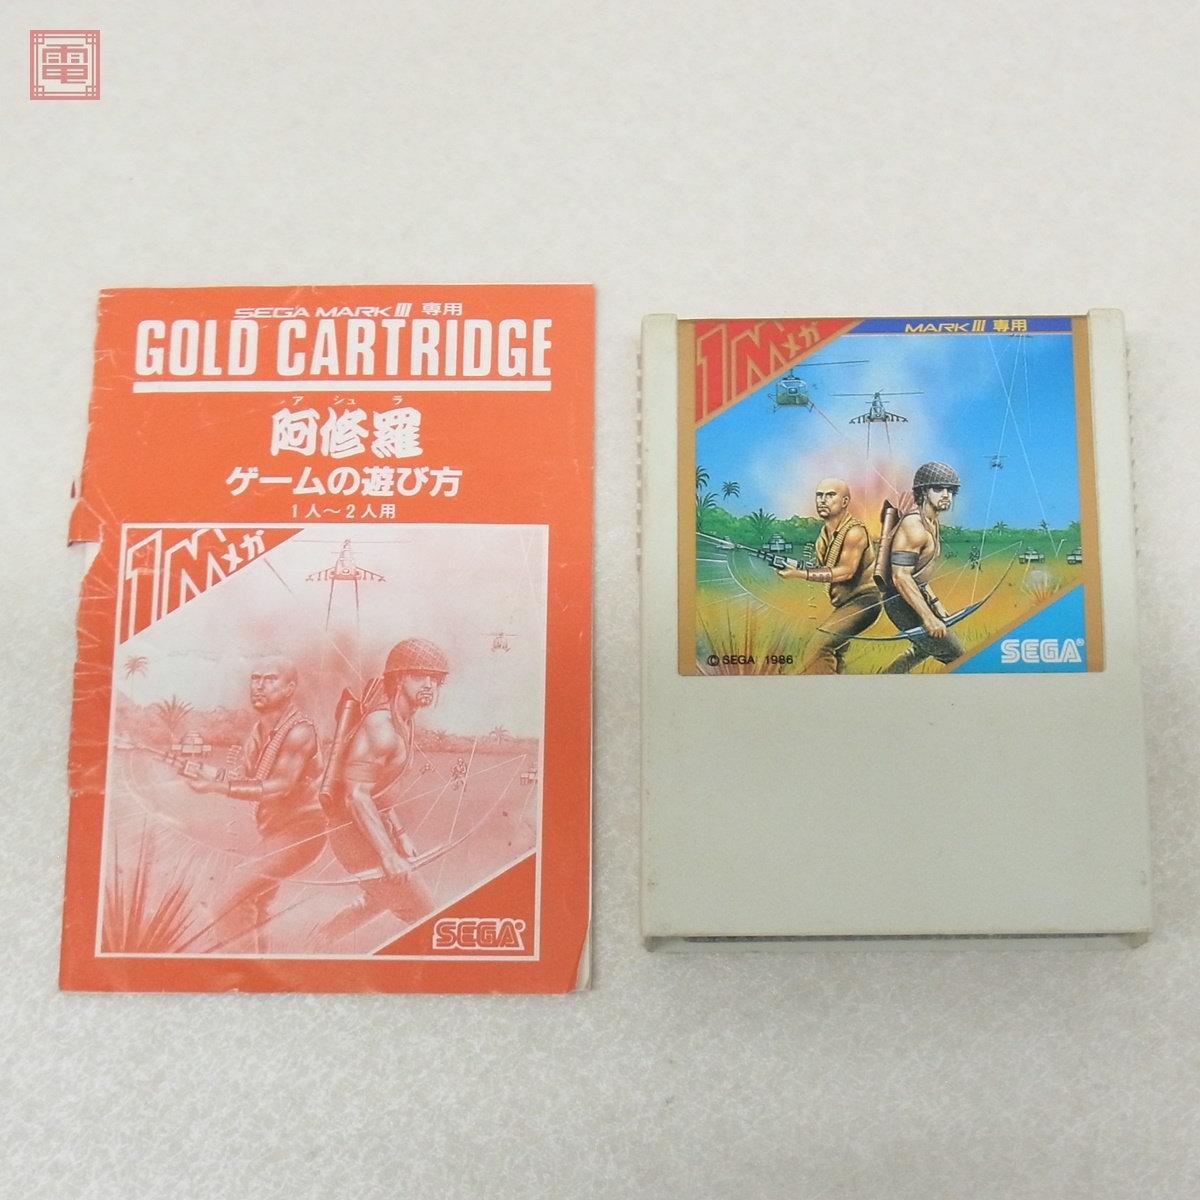 電
SEGA MARK III 専用
GOLD CARTRIDGE
アシュラ
阿修羅
ゲームの遊び方
1人～2人用
1Mメガ
SEGA®
1Mメガ
MARK III 専用
© SEGA 1986
SEGA®